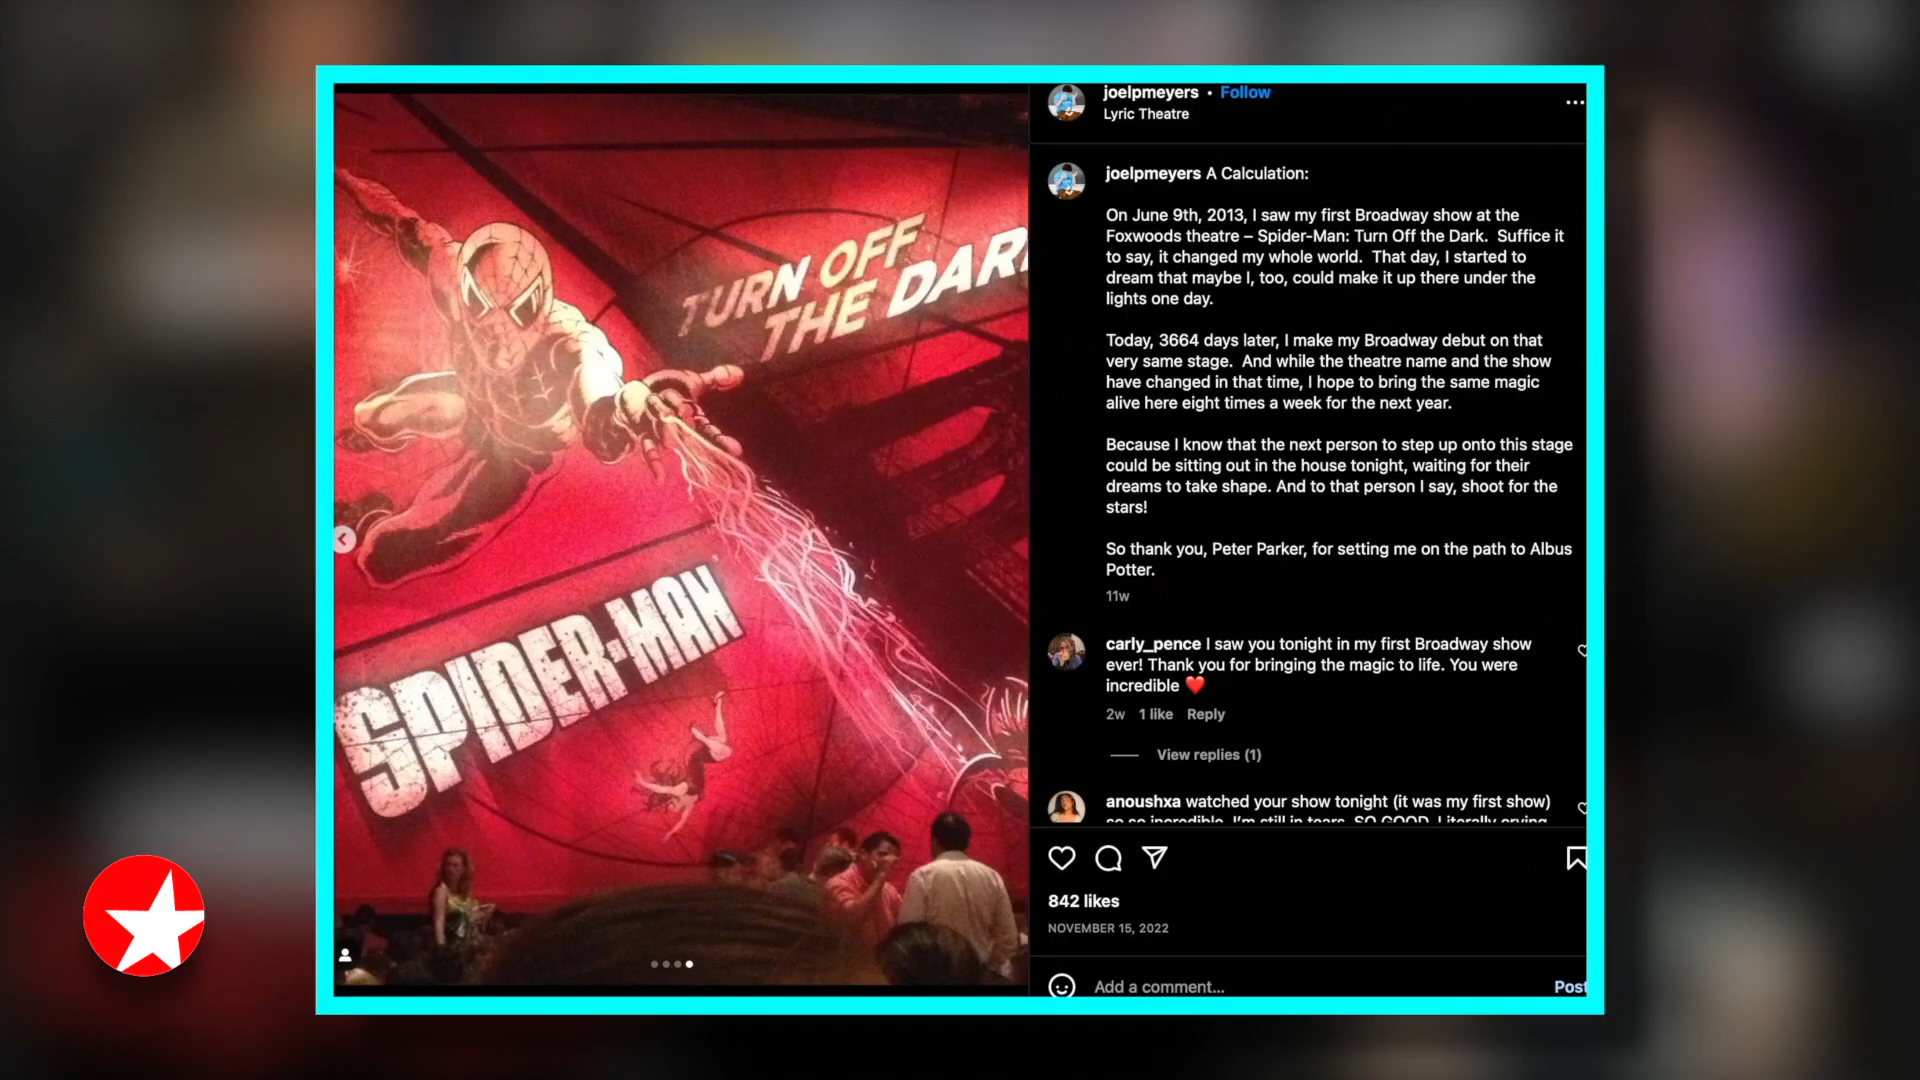 TURN OFF
THE DAR
SPIDER-MAN
joelpmeyers • Follow
Lyric Theatre
joelpmeyers A Calculation:
On June 9th, 2013, I saw my first Broadway show at the
Foxwoods theatre – Spider-Man: Turn Off the Dark.  Suffice it
to say, it changed my whole world.  That day, I started to
dream that maybe I, too, could make it up there under the
lights one day.
Today, 3664 days later, I make my Broadway debut on that
very same stage.  And while the theatre name and the show
have changed in that time, I hope to bring the same magic
alive here eight times a week for the next year.
Because I know that the next person to step up onto this stage
could be sitting out in the house tonight, waiting for their
dreams to take shape. And to that person I say, shoot for the
stars!
So thank you, Peter Parker, for setting me on the path to Albus
Potter.
11w
carly_pence I saw you tonight in my first Broadway show
ever! Thank you for bringing the magic to life. You were
incredible ❤️
2w 1 like Reply
View replies (1)
anoushxa watched your show tonight (it was my first show)
so so incredible. I'm still in tears. SO GOOD. Literally crying
842 likes
NOVEMBER 15, 2022
Add a comment...
Post